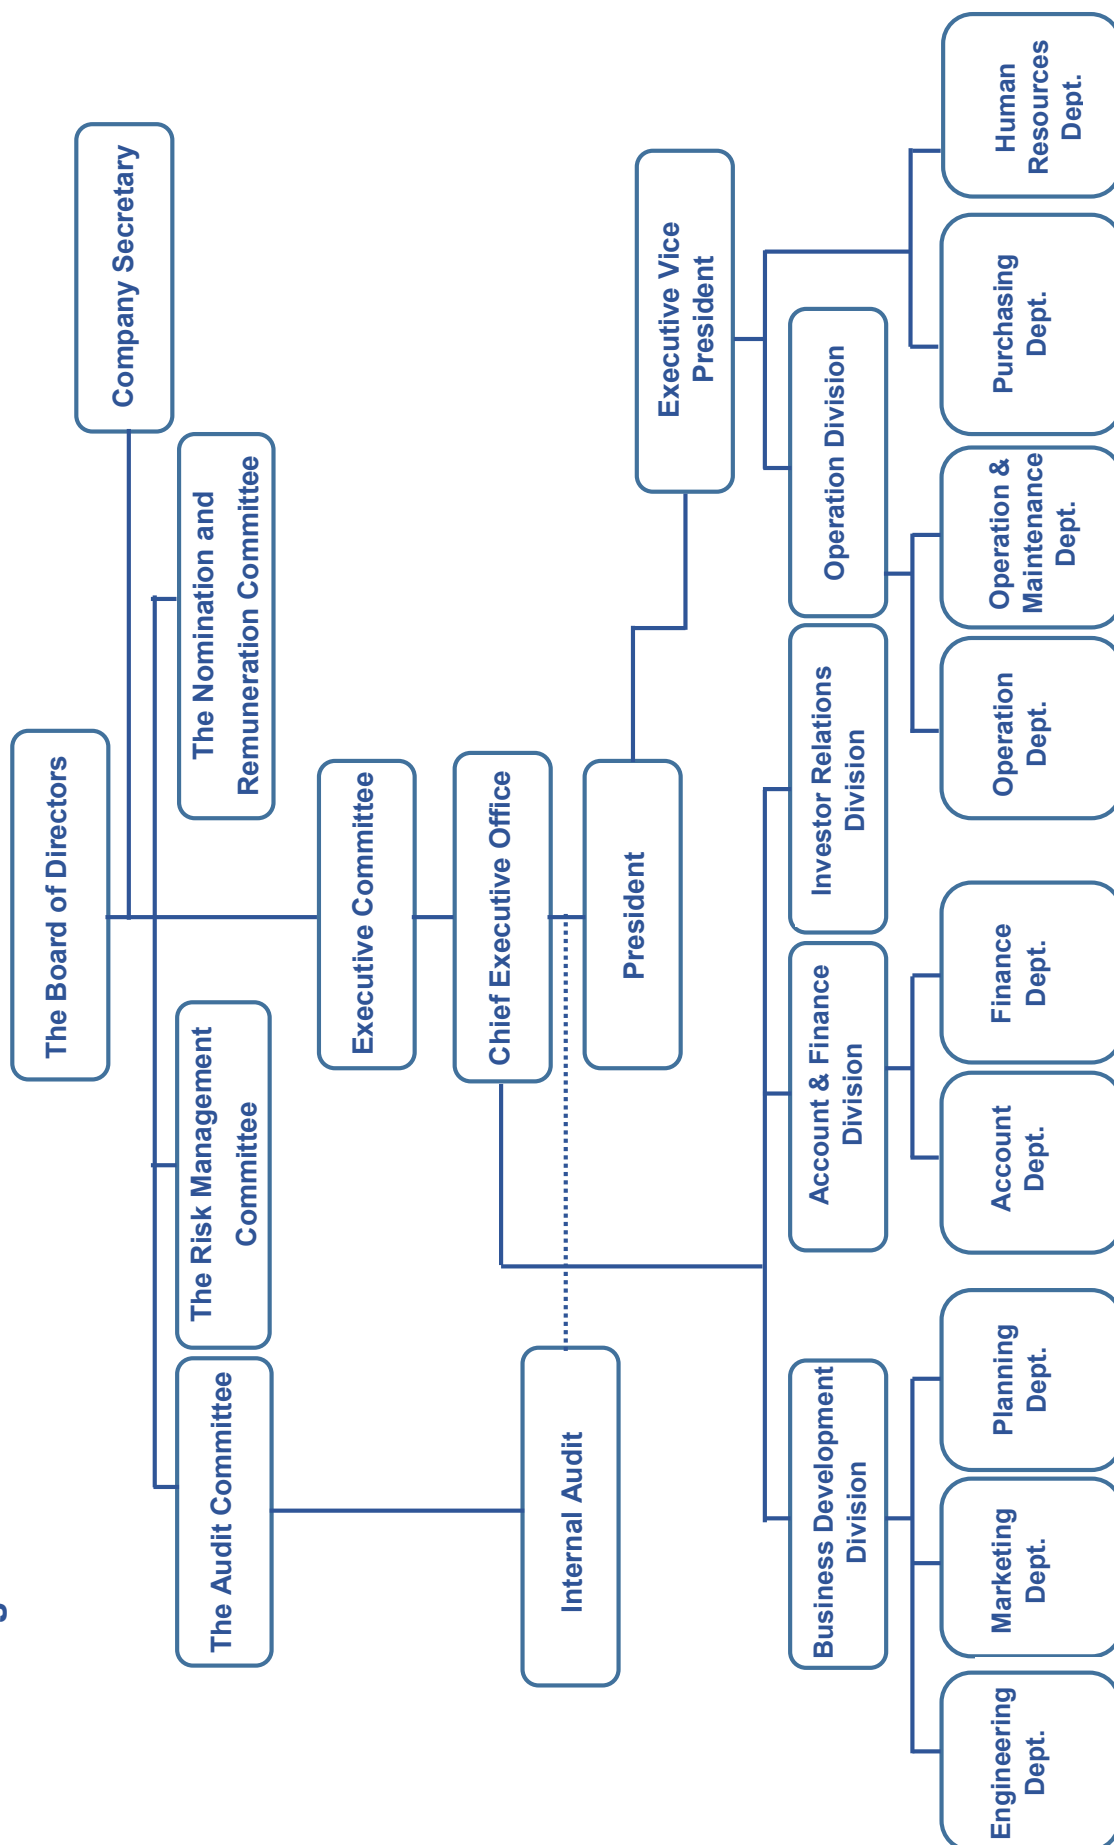 The Board of Directors
Company Secretary
The Audit Committee
The Risk Management
Committee
The Nomination and
Remuneration Committee
Executive Committee
Chief Executive Office
Internal Audit
President
Executive Vice
President
Business Development
Division
Account & Finance
Division
Investor Relations
Division
Operation Division
Engineering
Dept.
Marketing
Dept.
Planning
Dept.
Account
Dept.
Finance
Dept.
Operation
Dept.
Operation &
Maintenance
Dept.
Purchasing
Dept.
Human
Resources
Dept.